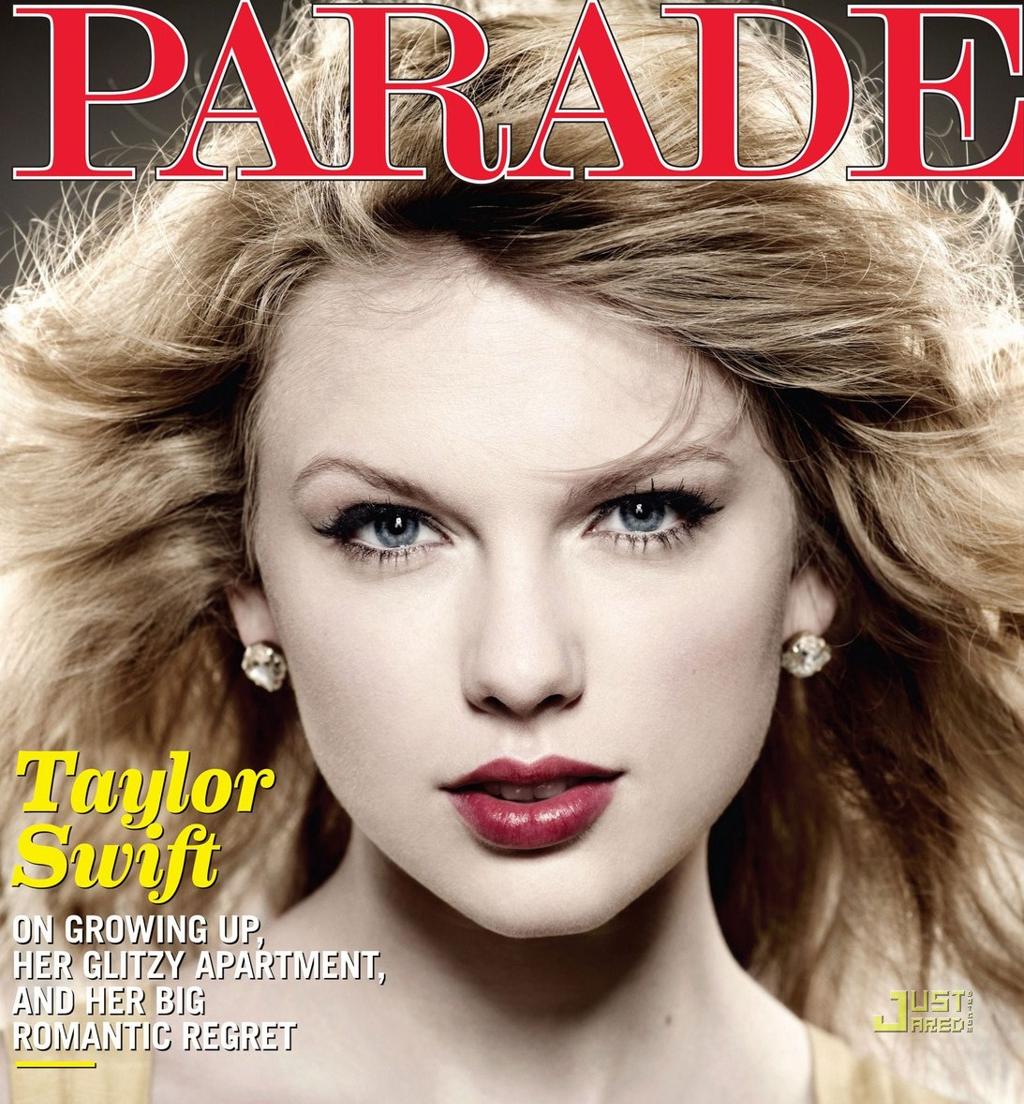 PARADE
Taylor
Swift
ON GROWING UP,
HER GLITZY APARTMENT,
AND HER BIG
ROMANTIC REGRET
JUST
JARED